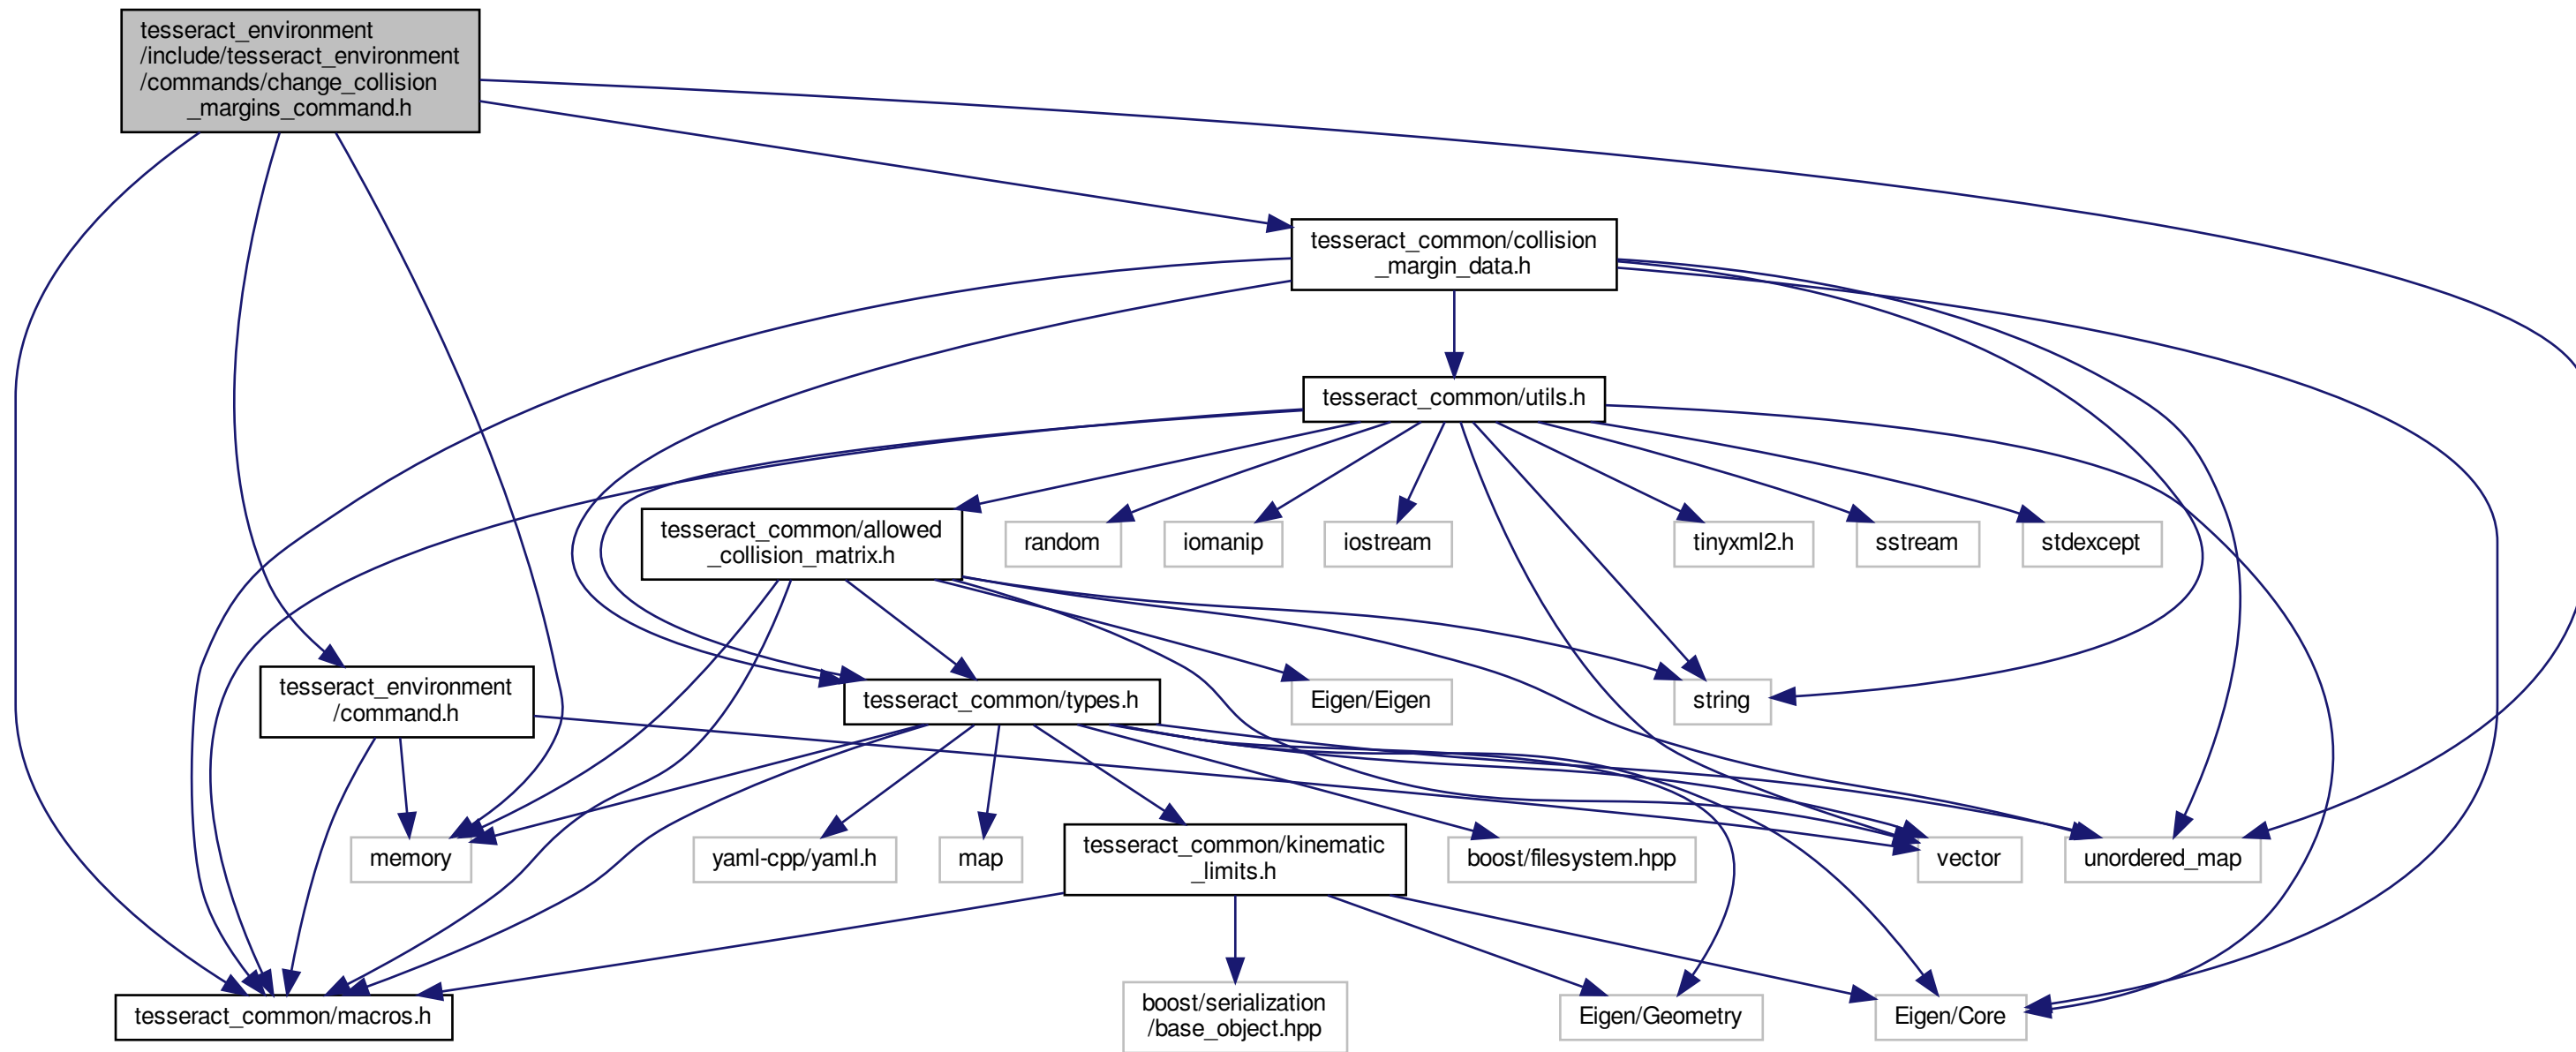 tesseract_environment
/include/tesseract_environment
/commands/change_collision
_margins_command.h
tesseract_common/collision
_margin_data.h
tesseract_common/utils.h
tesseract_common/allowed
_collision_matrix.h
random
iomanip
iostream
tinyxml2.h
sstream
stdexcept
tesseract_environment
/command.h
tesseract_common/types.h
Eigen/Eigen
string
memory
yaml-cpp/yaml.h
map
tesseract_common/kinematic
_limits.h
boost/filesystem.hpp
vector
unordered_map
tesseract_common/macros.h
boost/serialization
/base_object.hpp
Eigen/Geometry
Eigen/Core